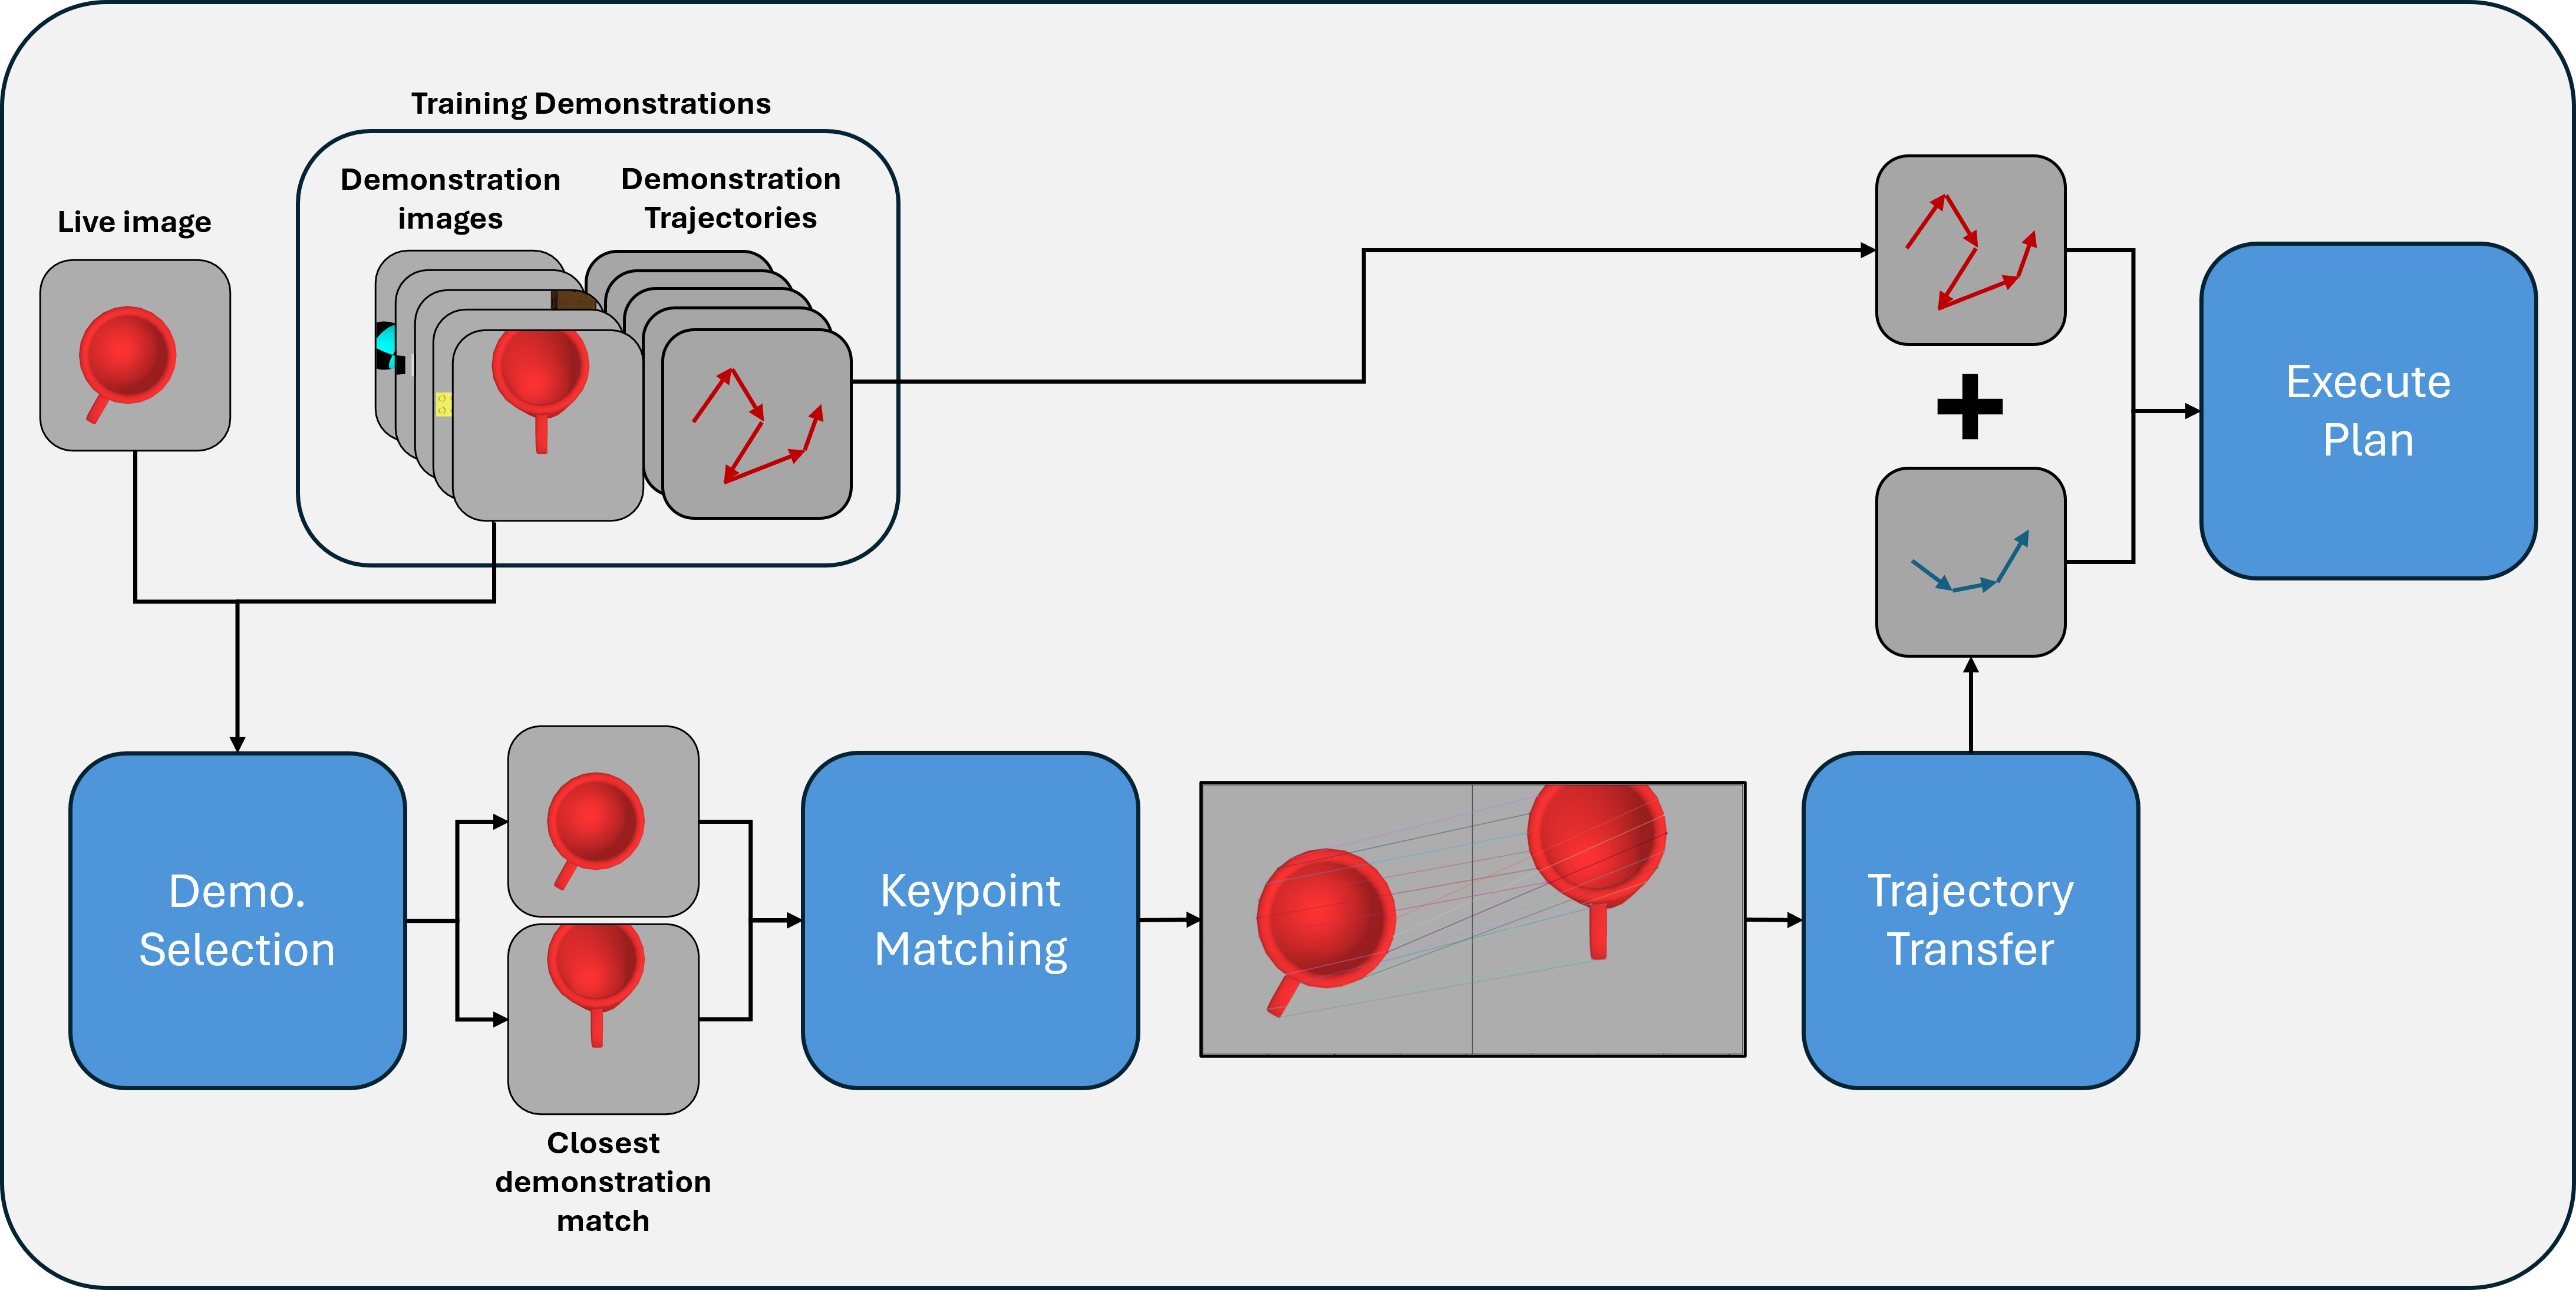 Training Demonstrations
Demonstration
images
Demonstration
Trajectories
Live image
Execute
Plan
Demo.
Selection
Closest
demonstration
match
Keypoint
Matching
Trajectory
Transfer